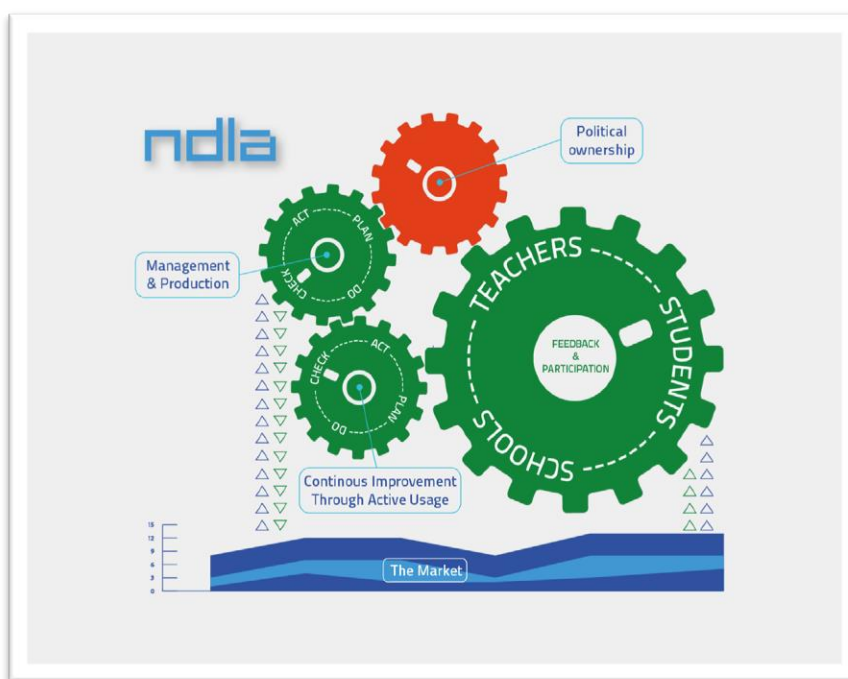 ndla
Political
ownership
ACT
PLAN
DO
CHECK
Management
& Production
TEACHERS
STUDENTS
SCHOOLS
FEEDBACK
&
PARTICIPATION
CHECK
ACT
PLAN
DO
Continous Improvement
Through Active Usage
15
12
9
6
3
0
The Market